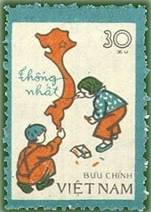 30
XU
Thống
nhất
BƯU CHÍNH
VIỆT NAM